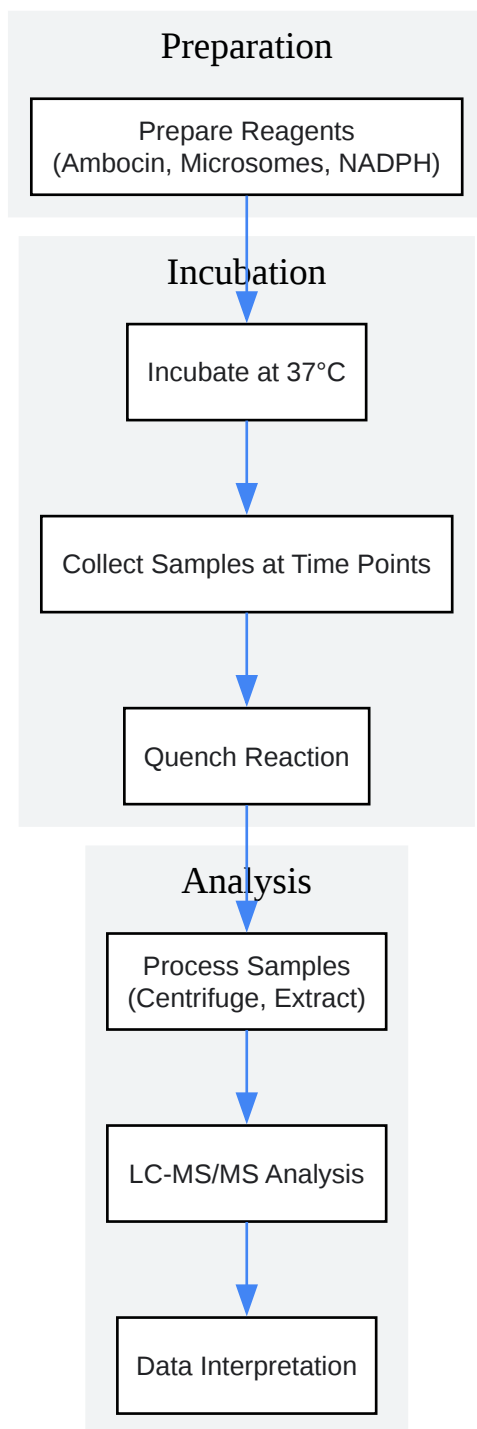 Preparation
Prepare Reagents
(Ambocin, Microsomes, NADPH)
Incubation
Incubate at 37°C
Collect Samples at Time Points
Quench Reaction
Analysis
Process Samples
(Centrifuge, Extract)
LC-MS/MS Analysis
Data Interpretation